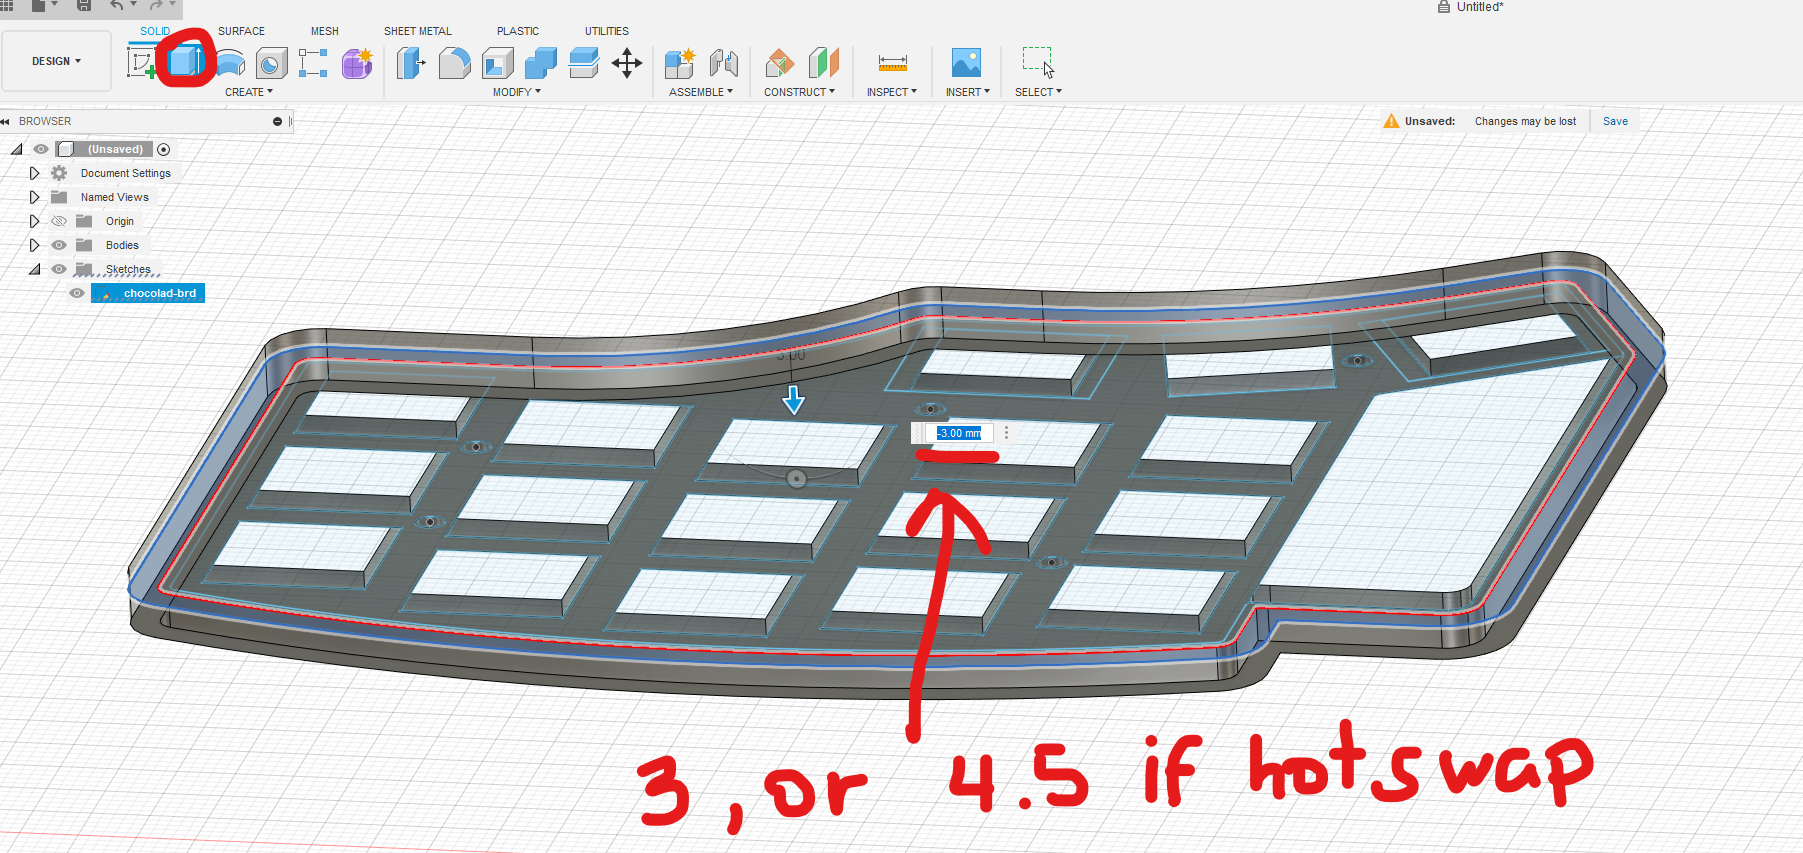 Untitled*
SOLID SURFACE MESH SHEET METAL PLASTIC UTILITIES
DESIGN
CREATE MODIFY ASSEMBLE CONSTRUCT INSPECT INSERT SELECT
BROWSER
Unsaved: Changes may be lost Save
(Unsaved)
Document Settings
Named Views
Origin
Bodies
Sketches
chocolad-brd
3.00
-3.00 mm
3, or 4.5 if hotswap